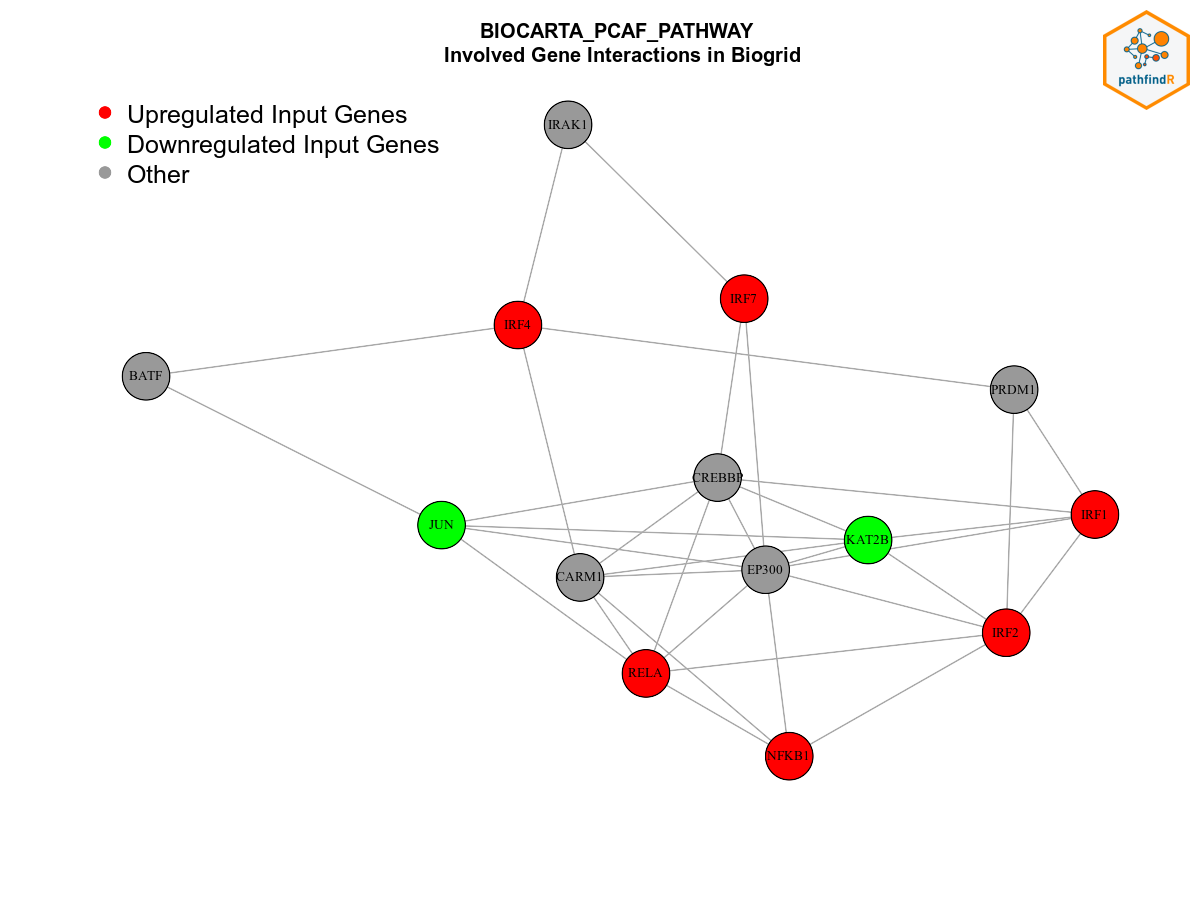 BIOCARTA_PCAF_PATHWAY
Involved Gene Interactions in Biogrid
pathfindR
Upregulated Input Genes
Downregulated Input Genes
Other
IRAK1
IRF7
IRF4
BATF
PRDM1
CREBBP
IRF1
JUN
KAT2B
EP300
CARM1
IRF2
RELA
NFKB1